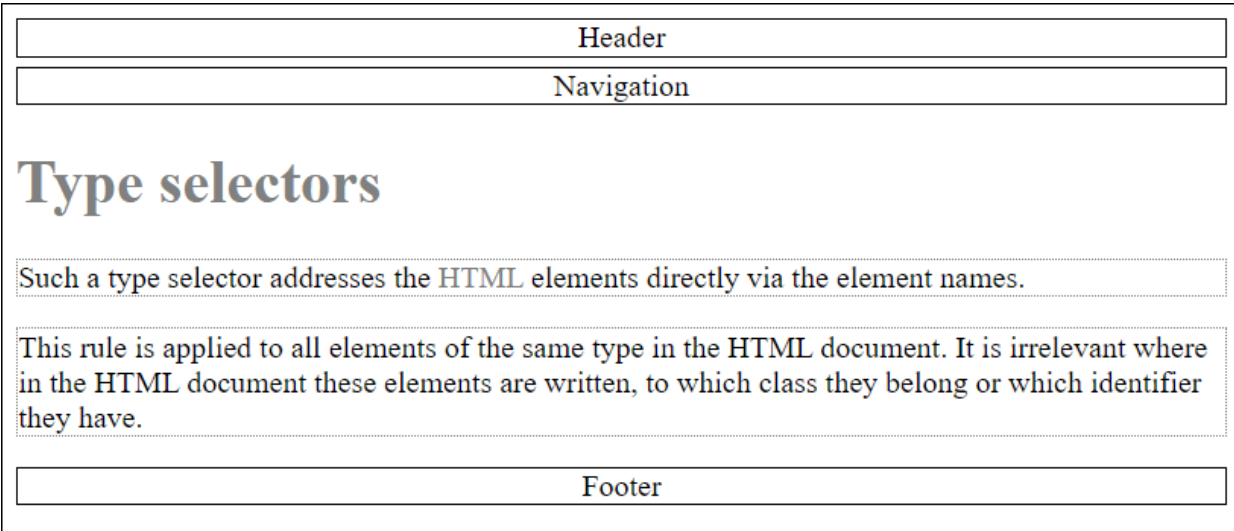 Header
Navigation
Type selectors
Such a type selector addresses the HTML elements directly via the element names.
This rule is applied to all elements of the same type in the HTML document. It is irrelevant where
in the HTML document these elements are written, to which class they belong or which identifier
they have.
Footer